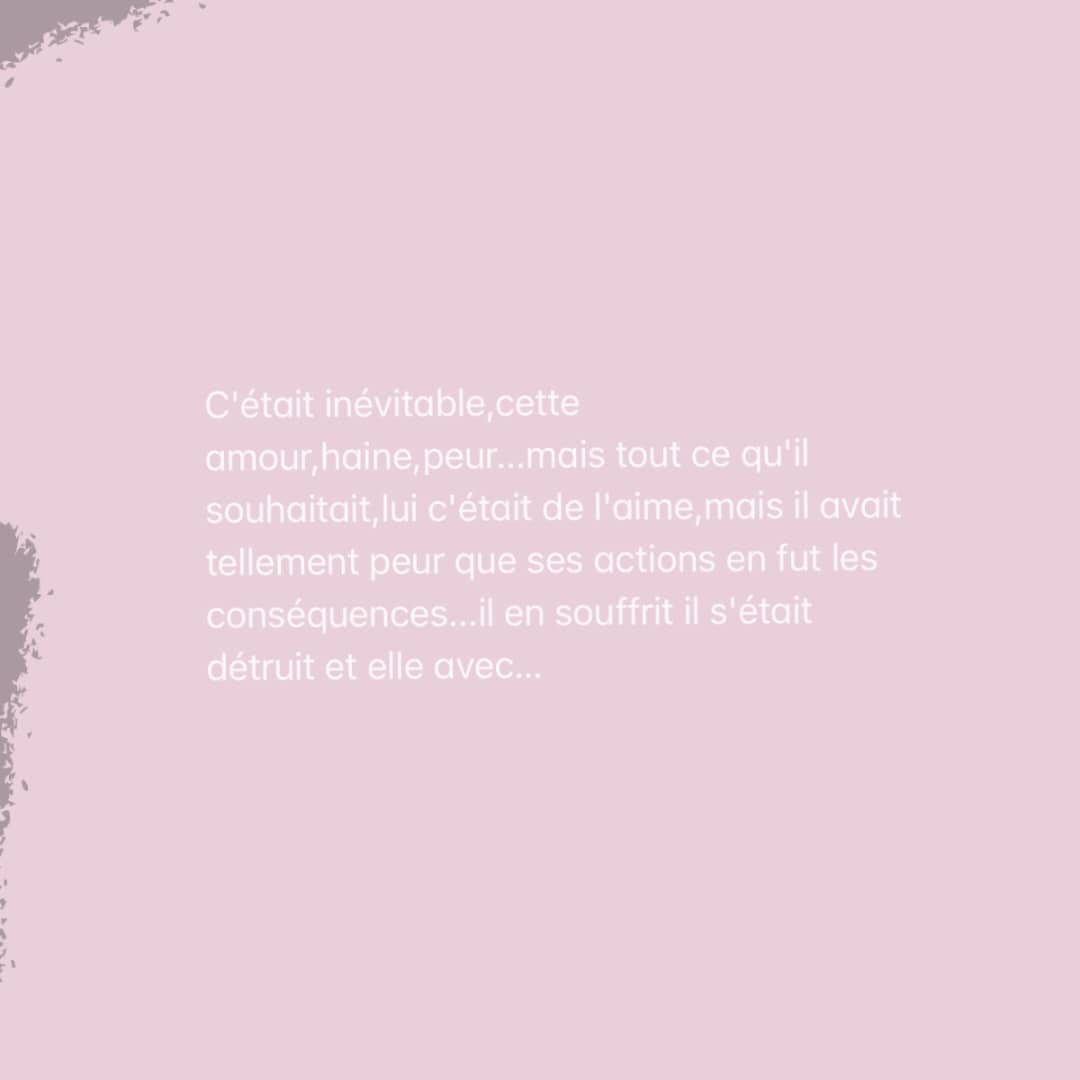 C'était inévitable,cette
amour,haine,peur...mais tout ce qu'il
souhaitait,lui c'était de l'aime,mais il avait
tellement peur que ses actions en fut les
conséquences...il en souffrit il s'était
détruit et elle avec...